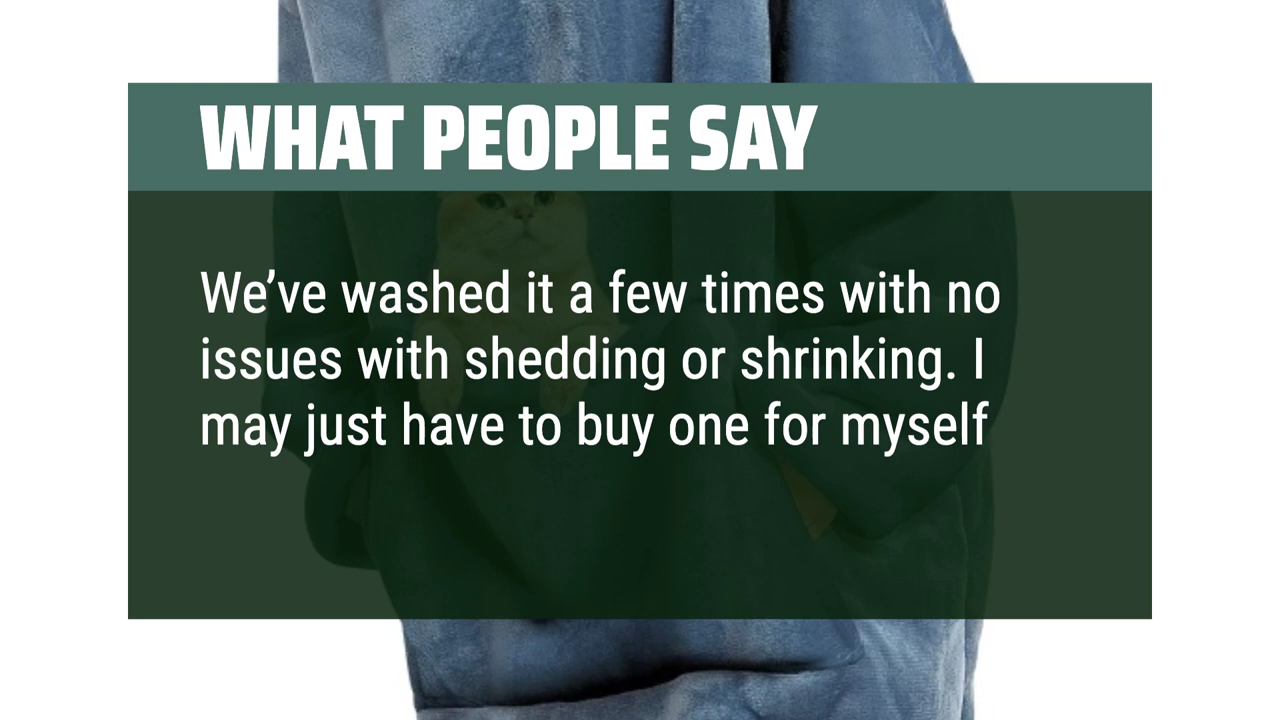 WHAT PEOPLE SAY
We’ve washed it a few times with no
issues with shedding or shrinking. I
may just have to buy one for myself